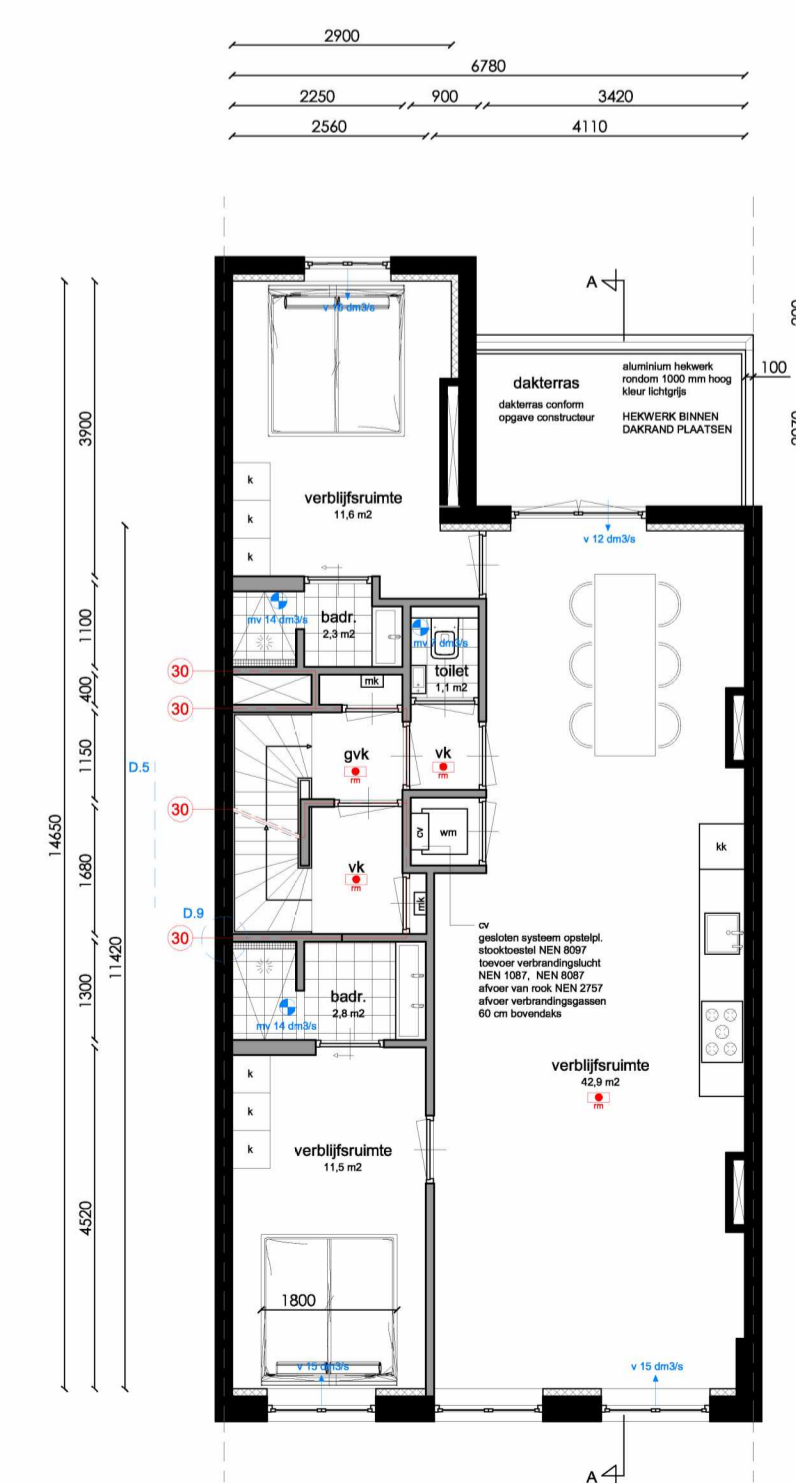 2900
6780
2250 900 3420
2560 4110
A
100
dakterras
dakterras conform
opgave constructeur
aluminium hekwerk
rondom 1000 mm hoog
kleur lichtgrijs
HEKWERK BINNEN
DAKRAND PLAATSEN
3900
1100
400
1150
1680
1300
4520
14650
11420
k
k
k
verblijfsruimte
11,6 m2
v 12 dm3/s
mv 14 dm3/s
badr.
2,3 m2
toilet
1,1 m2
mk
30
30
30
30
D.5
D.9
gvk
rm
vk
rm
vk
rm
mk
cv
wm
kk
cv
gesloten systeem opstelpl.
stooktoestel NEN 8097
toevoer verbrandingslucht
NEN 1087, NEN 8087
afvoer van rook NEN 2757
afvoer verbrandingsgassen
60 cm bovendaks
badr.
2,8 m2
mv 14 dm3/s
verblijfsruimte
42,9 m2
rm
k
k
k
verblijfsruimte
11,5 m2
1800
v 15 dm3/s
v 15 dm3/s
A